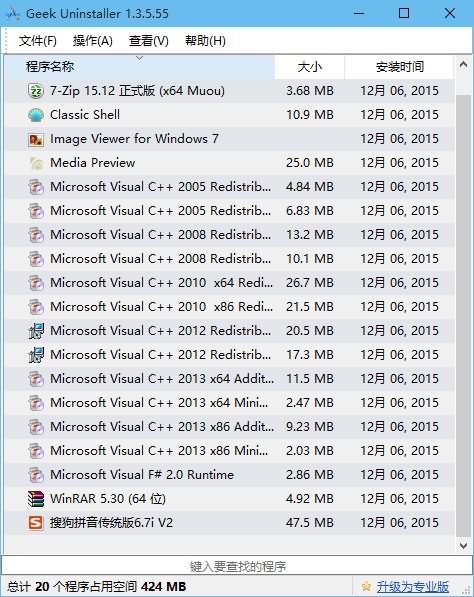 Geek Uninstaller 1.3.5.55
文件(F) 操作(A) 查看(V) 帮助(H)
程序名称 大小 安装时间
7-Zip 15.12 正式版 (x64 Muou) 3.68 MB 12月 06, 2015
Classic Shell 10.9 MB 12月 06, 2015
Image Viewer for Windows 7 12月 06, 2015
Media Preview 25.0 MB 12月 06, 2015
Microsoft Visual C++ 2005 Redistrib... 4.84 MB 12月 06, 2015
Microsoft Visual C++ 2005 Redistrib... 6.83 MB 12月 06, 2015
Microsoft Visual C++ 2008 Redistrib... 13.2 MB 12月 06, 2015
Microsoft Visual C++ 2008 Redistrib... 10.1 MB 12月 06, 2015
Microsoft Visual C++ 2010 x64 Redi... 26.7 MB 12月 06, 2015
Microsoft Visual C++ 2010 x86 Redi... 21.5 MB 12月 06, 2015
Microsoft Visual C++ 2012 Redistrib... 20.5 MB 12月 06, 2015
Microsoft Visual C++ 2012 Redistrib... 17.3 MB 12月 06, 2015
Microsoft Visual C++ 2013 x64 Addit... 11.5 MB 12月 06, 2015
Microsoft Visual C++ 2013 x64 Mini... 2.47 MB 12月 06, 2015
Microsoft Visual C++ 2013 x86 Addit... 9.23 MB 12月 06, 2015
Microsoft Visual C++ 2013 x86 Mini... 2.03 MB 12月 06, 2015
Microsoft Visual F# 2.0 Runtime 2.86 MB 12月 06, 2015
WinRAR 5.30 (64 位) 4.92 MB 12月 06, 2015
搜狗拼音传统版6.7i V2 47.5 MB 12月 06, 2015
键入要查找的程序
总计 20 个程序占用空间 424 MB 升级为专业版